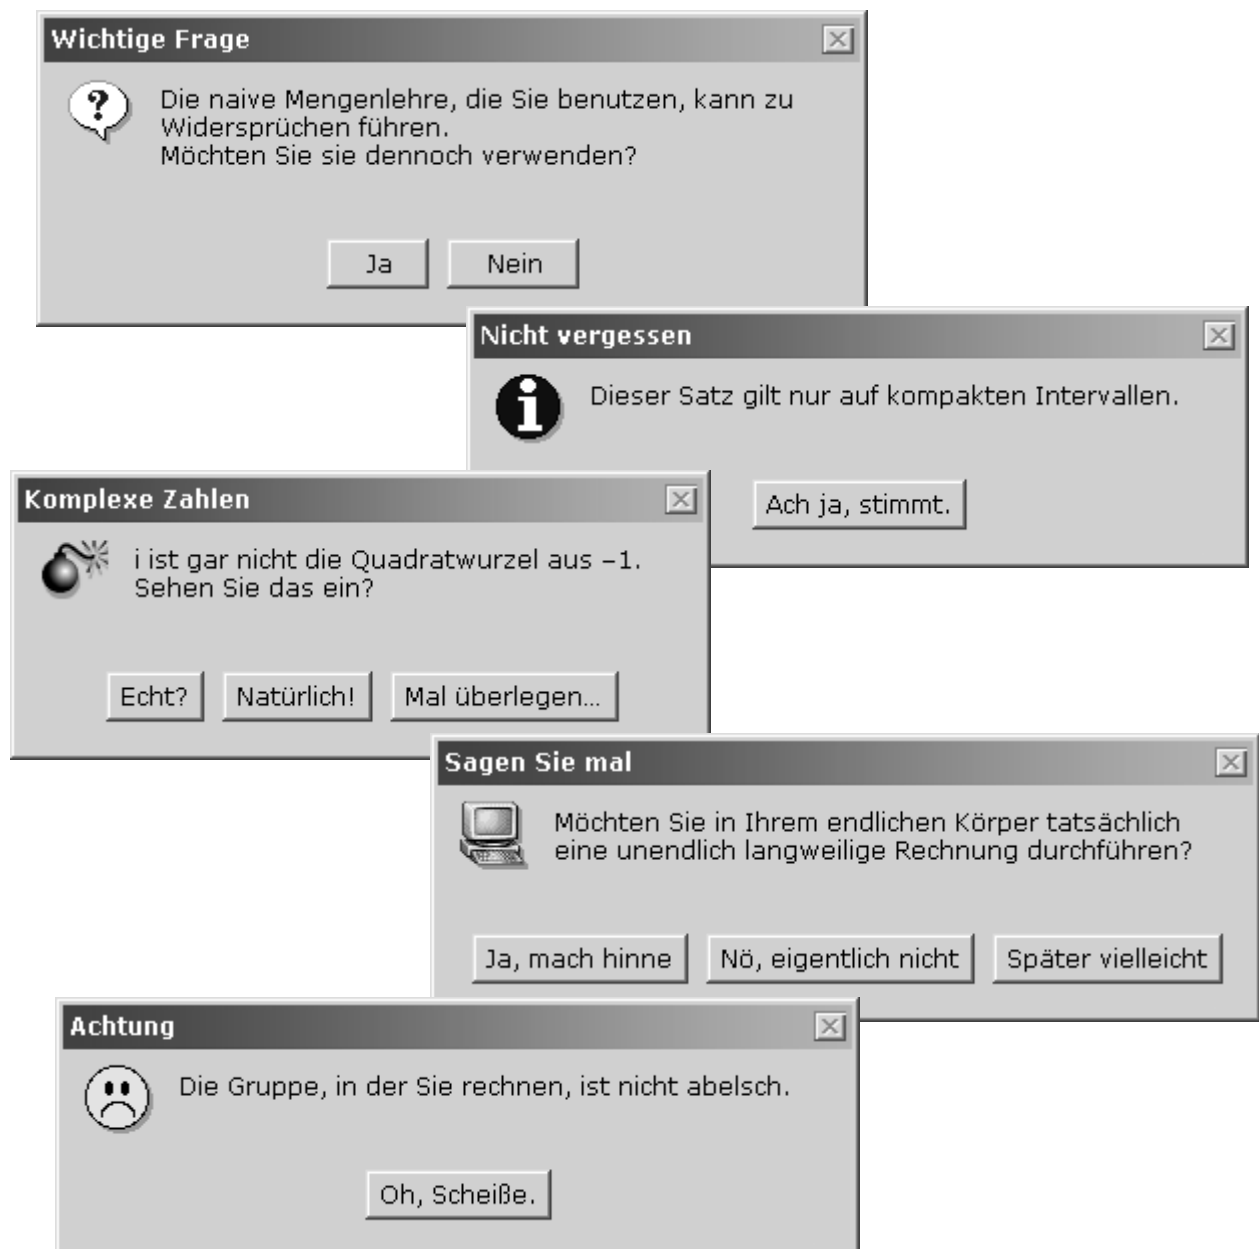 Wichtige Frage
Die naive Mengenlehre, die Sie benutzen, kann zu
Widersprüchen führen.
Möchten Sie sie dennoch verwenden?
Ja
Nein
Nicht vergessen
Dieser Satz gilt nur auf kompakten Intervallen.
Ach ja, stimmt.
Komplexe Zahlen
i ist gar nicht die Quadratwurzel aus –1.
Sehen Sie das ein?
Echt?
Natürlich!
Mal überlegen...
Sagen Sie mal
Möchten Sie in Ihrem endlichen Körper tatsächlich
eine unendlich langweilige Rechnung durchführen?
Ja, mach hinne
Nö, eigentlich nicht
Später vielleicht
Achtung
Die Gruppe, in der Sie rechnen, ist nicht abelsch.
Oh, Scheiße.